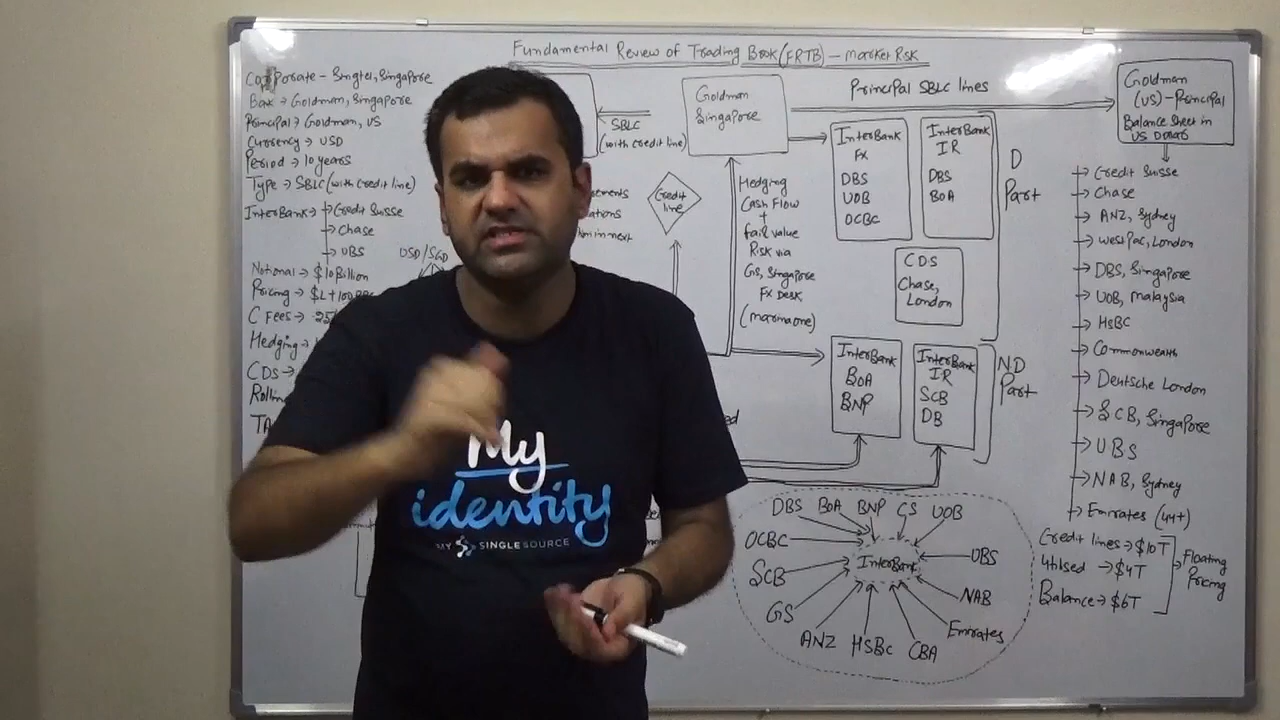 Fundamental Review of Trading Book (FRTB) - Market Risk
Corporate - Singtel, Singapore
Bank → Goldman, Singapore
Principal → Goldman, US
Currency → USD
Period → 10 years
Type → SBLC (with credit line)
InterBank → Credit Suisse
→ Chase
→ UBS
Notional → $10 Billion
Pricing → $L + 100
C Fees → 25
Hedging →
CDS →
USD/SGD
SBLC
(with credit line)
Credit
line
Goldman
Singapore
Principal SBLC lines
Goldman
(US) - Principal
Balance Sheet in
Hedging
Cash Flow
+
fair value
Risk via
GS, Singapore
FX Desk
(marinaone)
InterBank
FX
DBS
UOB
OCBC
InterBank
IR
DBS
BOA
D
Part
CDS
Chase,
London
InterBank
BOA
BNP
InterBank
IR
SCB
DB
ND
Part
→ Credit Suisse
→ Chase
→ ANZ, Sydney
→ WestPac, London
→ DBS, Singapore
→ UOB, Malaysia
→ HSBC
→ Commonwealth
→ Deutsche London
→ SCB, Singapore
→ UBS
→ NAB, Sydney
→ Emirates (44+)
Credit lines → $10T
Utilsed → $4T
Balance → $6T
Floating
Pricing
DBS BOA BNP CS UOB
OCBC
SCB
GS
ANZ HSBC CBA
Emirates
NAB
UBS
InterBank
My
identity
MY SINGLE SOURCE